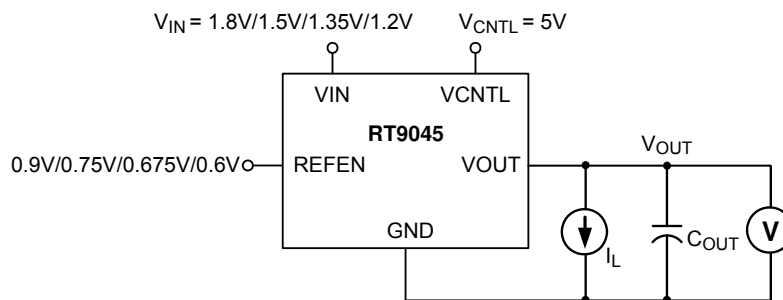 V_IN = 1.8V/1.5V/1.35V/1.2V
V_CNTL = 5V
VIN
VCNTL
RT9045
0.9V/0.75V/0.675V/0.6V
REFEN
VOUT
V_OUT
GND
I_L
C_OUT
V